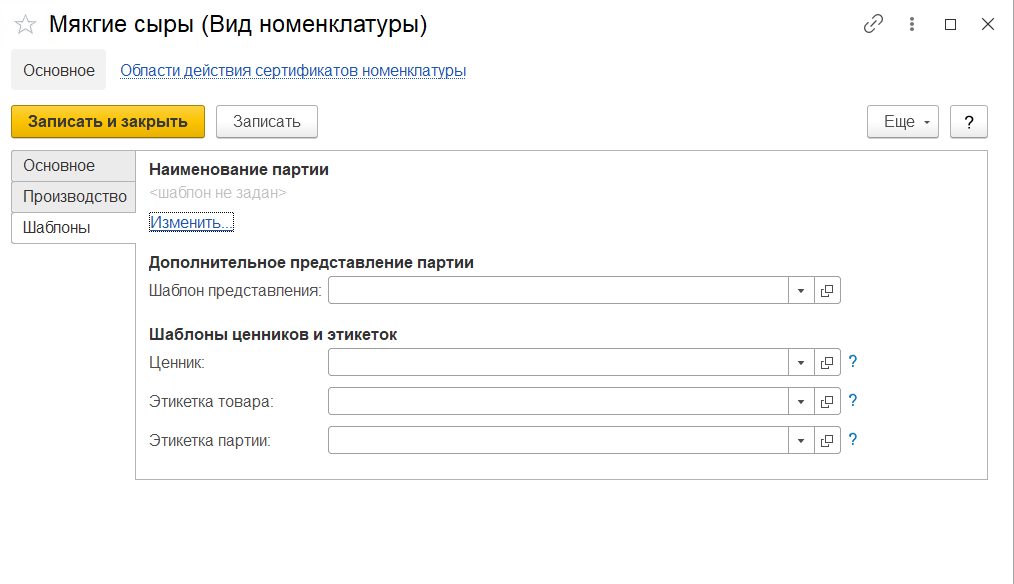 Мякгие сыры (Вид номенклатуры)
Основное Области действия сертификатов номенклатуры
Записать и закрыть Записать Еще ?
Основное
Производство
Шаблоны
Наименование партии
<шаблон не задан>
Изменить...
Дополнительное представление партии
Шаблон представления:
Шаблоны ценников и этикеток
Ценник: ?
Этикетка товара: ?
Этикетка партии: ?